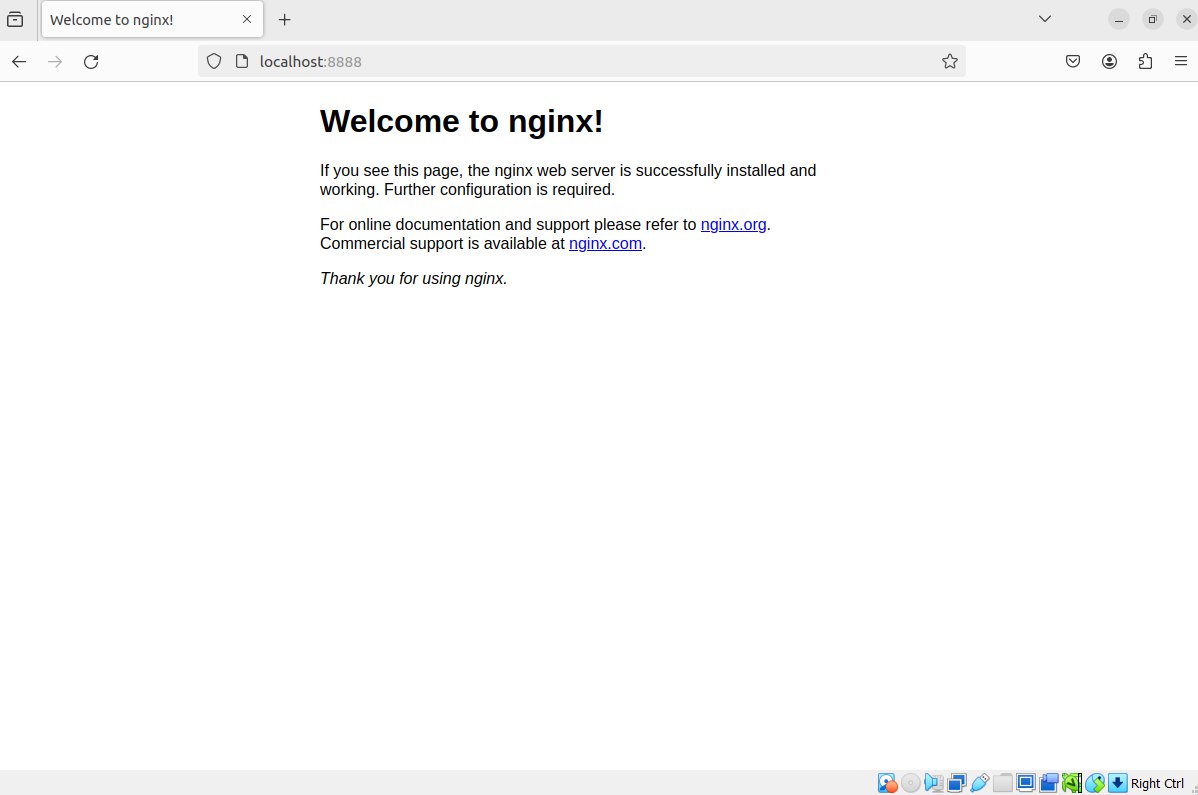 Welcome to nginx!
localhost:8888
Welcome to nginx!
If you see this page, the nginx web server is successfully installed and
working. Further configuration is required.
For online documentation and support please refer to nginx.org.
Commercial support is available at nginx.com.
Thank you for using nginx.
Right Ctrl